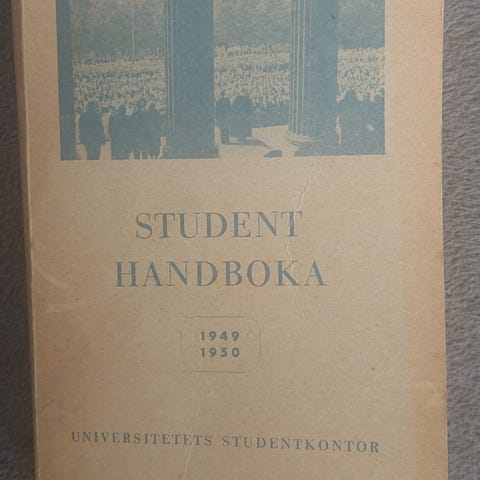 STUDENT
HANDBOKA
1949
1950
UNIVERSITETETS STUDENTKONTOR